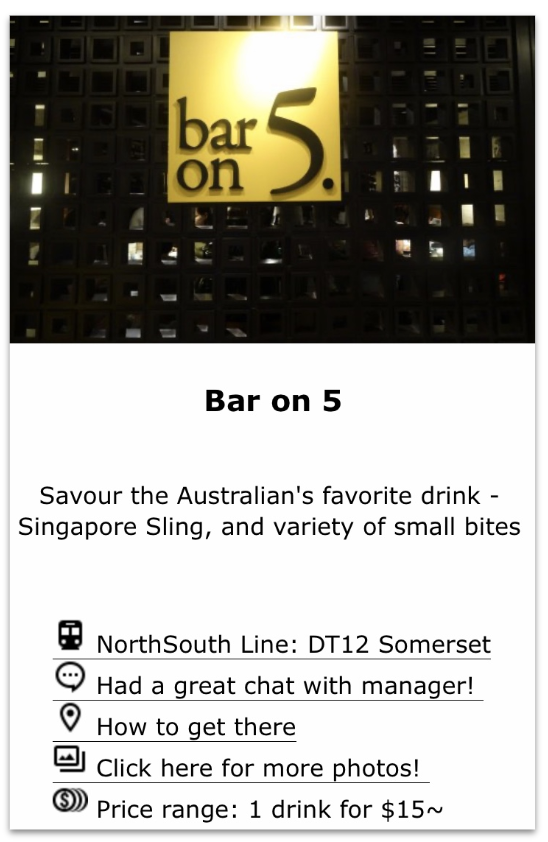 bar
on 5.
Bar on 5
Savour the Australian's favorite drink -
Singapore Sling, and variety of small bites
NorthSouth Line: DT12 Somerset
Had a great chat with manager!
How to get there
Click here for more photos!
Price range: 1 drink for $15~